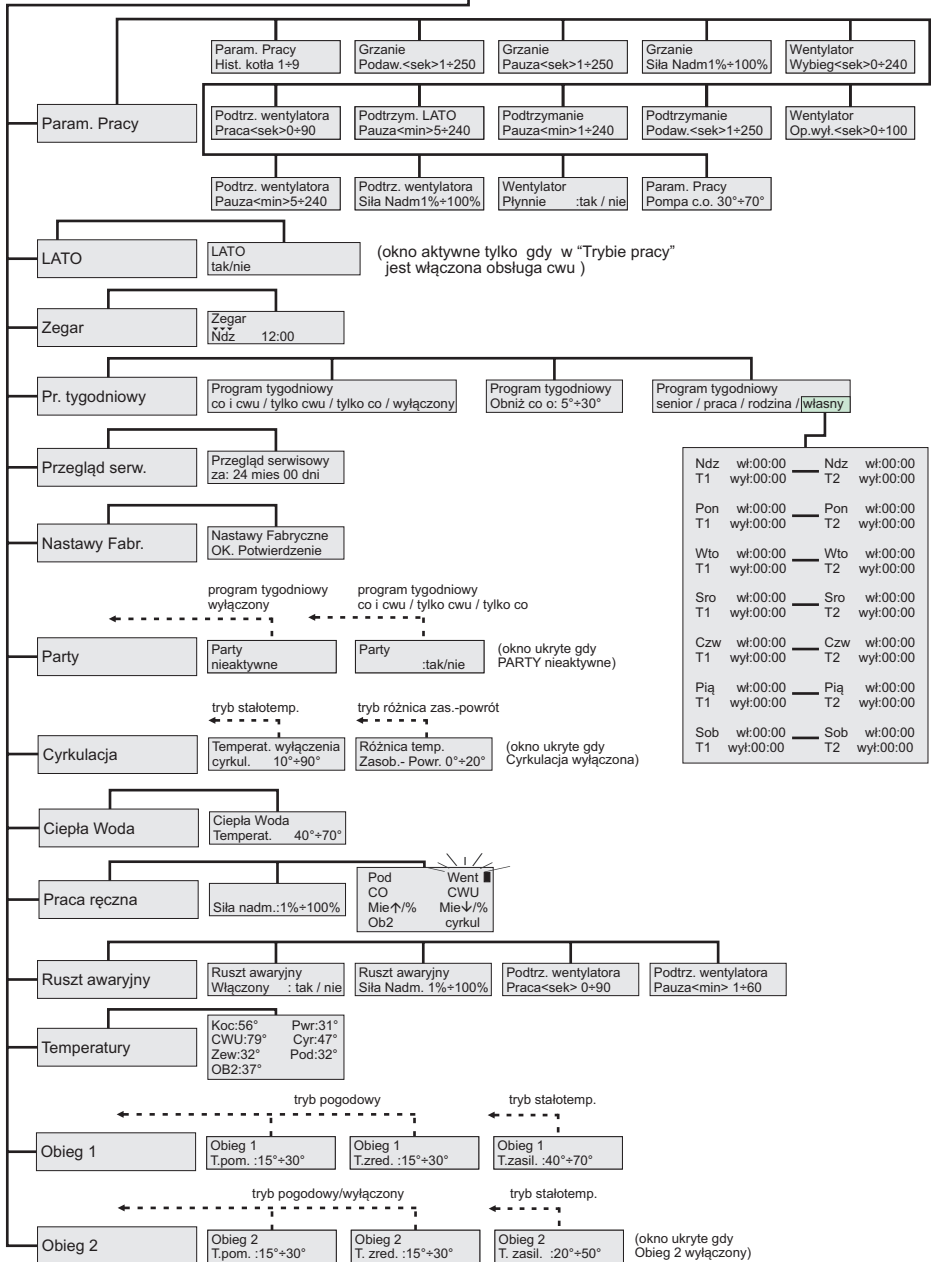 Param. Pracy
Hist. kotła 1÷9
Grzanie
Podaw.<sek>1÷250
Grzanie
Pauza<sek>1÷250
Grzanie
Siła Nadm1%÷100%
Wentylator
Wybieg<sek>0÷240
Param. Pracy
Podtrz. wentylatora
Praca<sek>0÷90
Podtrzym. LATO
Pauza<min>5÷240
Podtrzymanie
Pauza<min>1÷240
Podtrzymanie
Podaw.<sek>1÷250
Wentylator
Op.wył.<sek>0÷100
Podtrz. wentylatora
Pauza<min>5÷240
Podtrz. wentylatora
Siła Nadm1%÷100%
Wentylator
Płynnie :tak / nie
Param. Pracy
Pompa c.o. 30°÷70°
LATO
LATO
tak/nie
(okno aktywne tylko gdy w "Trybie pracy"
jest włączona obsługa cwu )
Zegar
Zegar
Ndz 12:00
Pr. tygodniowy
Program tygodniowy
co i cwu / tylko cwu / tylko co / wyłączony
Program tygodniowy
Obniż co o: 5°÷30°
Program tygodniowy
senior / praca / rodzina / własny
Ndz wł:00:00 Ndz wł:00:00
T1 wył:00:00 T2 wył:00:00
Pon wł:00:00 Pon wł:00:00
T1 wył:00:00 T2 wył:00:00
Wto wł:00:00 Wto wł:00:00
T1 wył:00:00 T2 wył:00:00
Sro wł:00:00 Sro wł:00:00
T1 wył:00:00 T2 wył:00:00
Czw wł:00:00 Czw wł:00:00
T1 wył:00:00 T2 wył:00:00
Pią wł:00:00 Pią wł:00:00
T1 wył:00:00 T2 wył:00:00
Sob wł:00:00 Sob wł:00:00
T1 wył:00:00 T2 wył:00:00
Przegląd serw.
Przegląd serwisowy
za: 24 mies 00 dni
Nastawy Fabr.
Nastawy Fabryczne
OK. Potwierdzenie
program tygodniowy
wyłączony
program tygodniowy
co i cwu / tylko cwu / tylko co
Party
Party
nieaktywne
Party
:tak/nie
(okno ukryte gdy
PARTY nieaktywne)
tryb stałotemp.
tryb różnica zas.-powrót
Cyrkulacja
Temperat. wyłączenia
cyrkul. 10°÷90°
Różnica temp.
Zasob.- Powr. 0°÷20°
(okno ukryte gdy
Cyrkulacja wyłączona)
Ciepła Woda
Ciepła Woda
Temperat. 40°÷70°
Praca ręczna
Siła nadm.:1%÷100%
Pod Went
CO CWU
Mie↑/% Mie↓/%
Ob2 cyrkul
Ruszt awaryjny
Ruszt awaryjny
Włączony : tak / nie
Ruszt awaryjny
Siła Nadm. 1%÷100%
Podtrz. wentylatora
Praca<sek> 0÷90
Podtrz. wentylatora
Pauza<min> 1÷60
Temperatury
Koc:56° Pwr:31°
CWU:79° Cyr:47°
Zew:32° Pod:32°
OB2:37°
tryb pogodowy
tryb stałotemp.
Obieg 1
Obieg 1
T.pom. :15°÷30°
Obieg 1
T.zred. :15°÷30°
Obieg 1
T.zasil. :40°÷70°
tryb pogodowy/wyłączony
tryb stałotemp.
Obieg 2
Obieg 2
T.pom. :15°÷30°
Obieg 2
T. zred. :15°÷30°
Obieg 2
T. zasil. :20°÷50°
(okno ukryte gdy
Obieg 2 wyłączony)